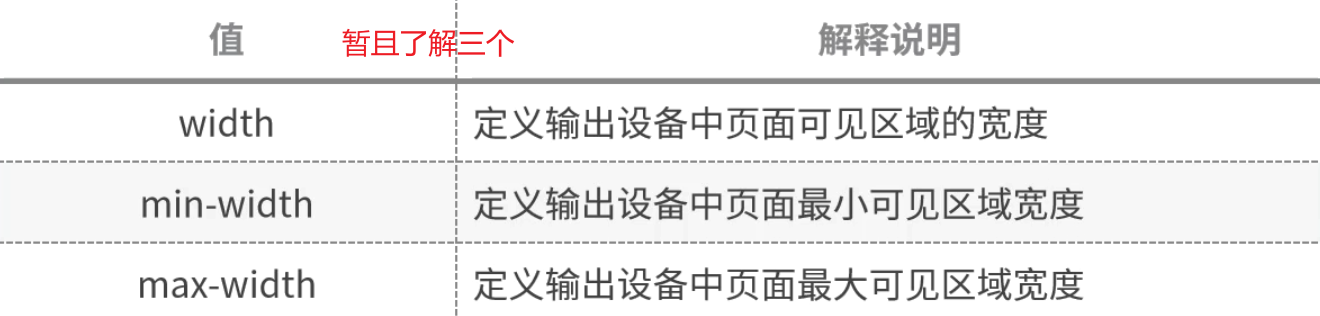 值 暂且了解三个 解释说明
width 定义输出设备中页面可见区域的宽度
min-width 定义输出设备中页面最小可见区域宽度
max-width 定义输出设备中页面最大可见区域宽度